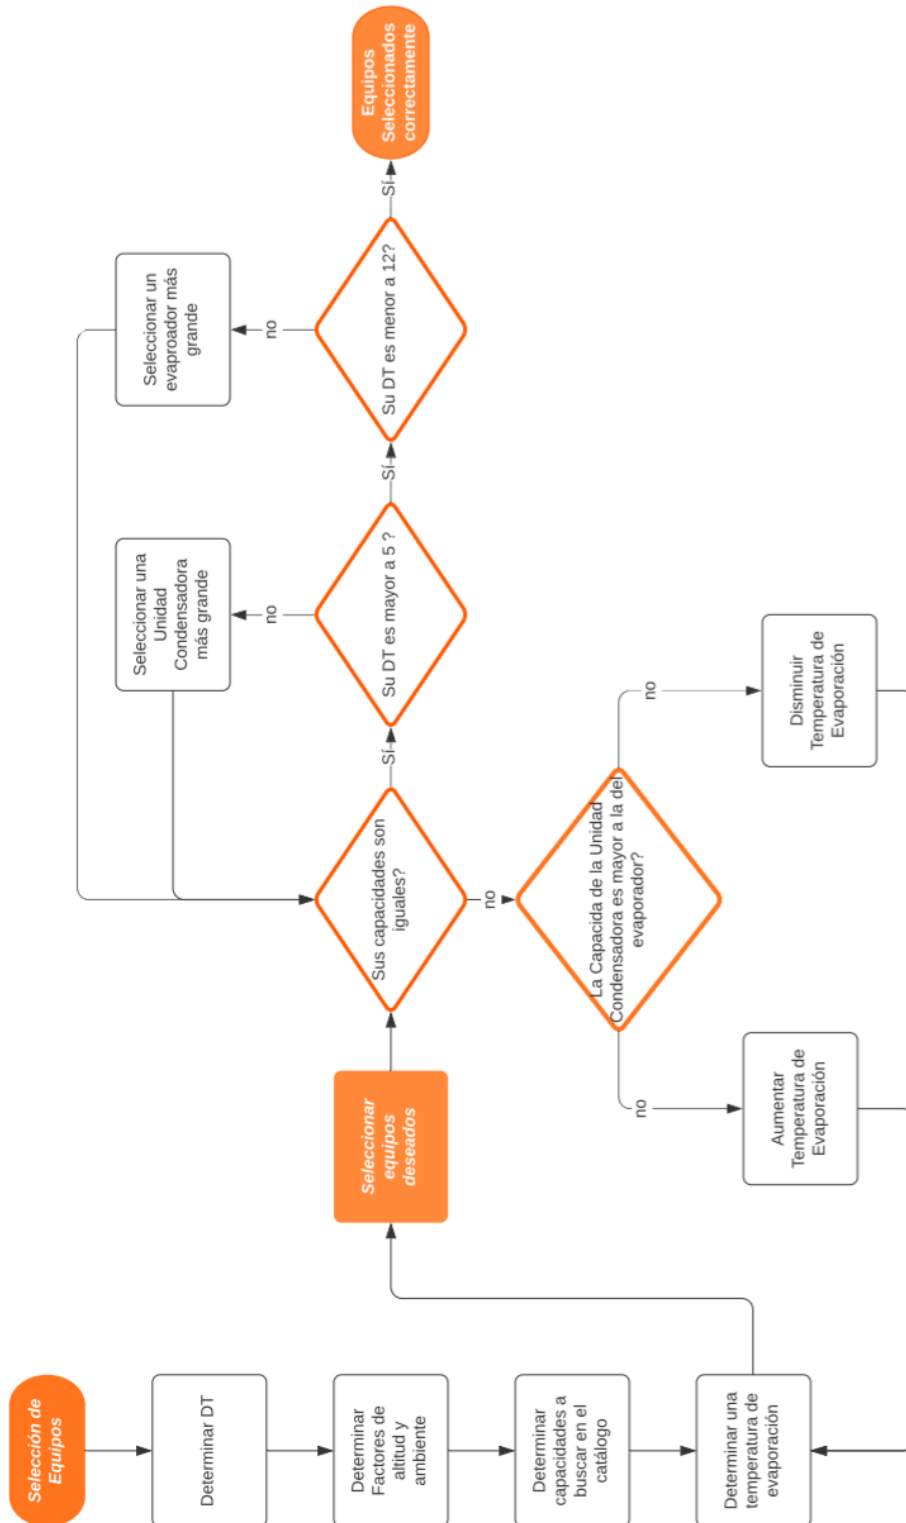 Selección de
Equipos
Determinar DT
Determinar
Factores de
altitud y
ambiente
Determinar
capacidades a
buscar en el
catálogo
Determinar una
temperatura de
evaporación
Seleccionar
equipos
deseados
Sus capacidades son
iguales?
Sí
no
Su DT es mayor a 5 ?
Sí
no
Seleccionar una
Unidad
Condensadora
más grande
Su DT es menor a 12?
Sí
no
Seleccionar un
evaproador más
grande
Equipos
Seleccionados
correctamente
La Capacida de la Unidad
Condensadora es mayor a la del
evaporador?
no
Aumentar
Temperatura de
Evaporación
no
Disminuir
Temperatura de
Evaporación